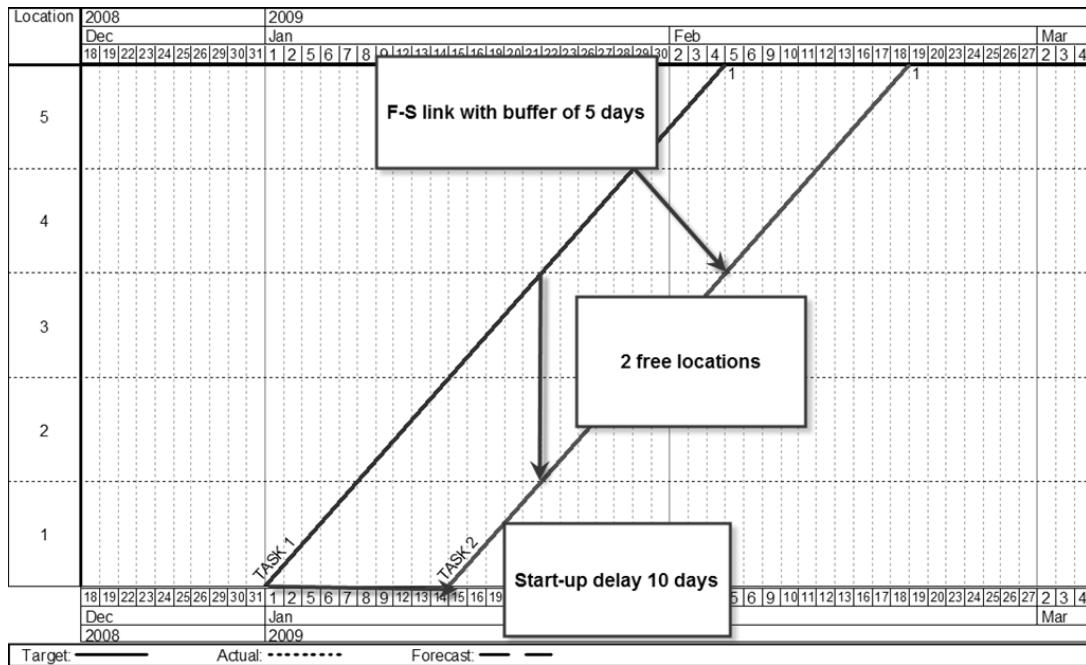 Location 2008 2009
Dec Jan Feb Mar
18 19 22 23 24 25 26 29 30 31 1 2 5 6 7 8 9 12 13 14 15 16 19 20 21 22 23 26 27 28 29 30 2 3 4 5 6 9 10 11 12 13 16 17 18 19 20 23 24 25 26 27 2 3 4
1 1
F-S link with buffer of 5 days
5
4
3
2 free locations
2
1
TASK 1 TASK 2
Start-up delay 10 days
18 19 22 23 24 25 26 29 30 31 1 2 5 6 7 8 9 12 13 14 15 16 19 5 6 9 10 11 12 13 16 17 18 19 20 23 24 25 26 27 2 3 4
Dec Jan Mar
2008 2009
Target: Actual: Forecast: